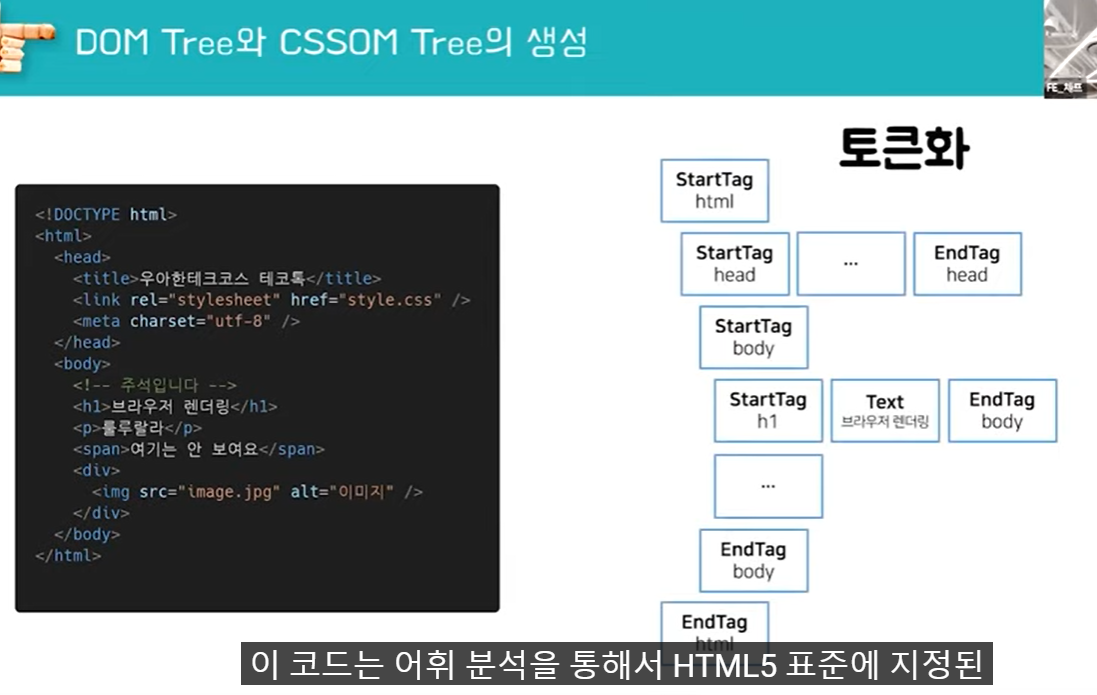 DOM Tree와 CSSOM Tree의 생성
FE_체프
토큰화
<!DOCTYPE html>
<html>
<head>
<title>우아한테크코스 테코톡</title>
<link rel="stylesheet" href="style.css" />
<meta charset="utf-8" />
</head>
<body>
<!-- 주석입니다 -->
<h1>브라우저 렌더링</h1>
<p>룰루랄라</p>
<span>여기는 안 보여요</span>
<div>
<img src="image.jpg" alt="이미지" />
</div>
</body>
</html>
StartTag
html
StartTag
head
...
EndTag
head
StartTag
body
StartTag
h1
Text
브라우저 렌더링
EndTag
body
...
EndTag
body
EndTag
html
이 코드는 어휘 분석을 통해서 HTML5 표준에 지정된